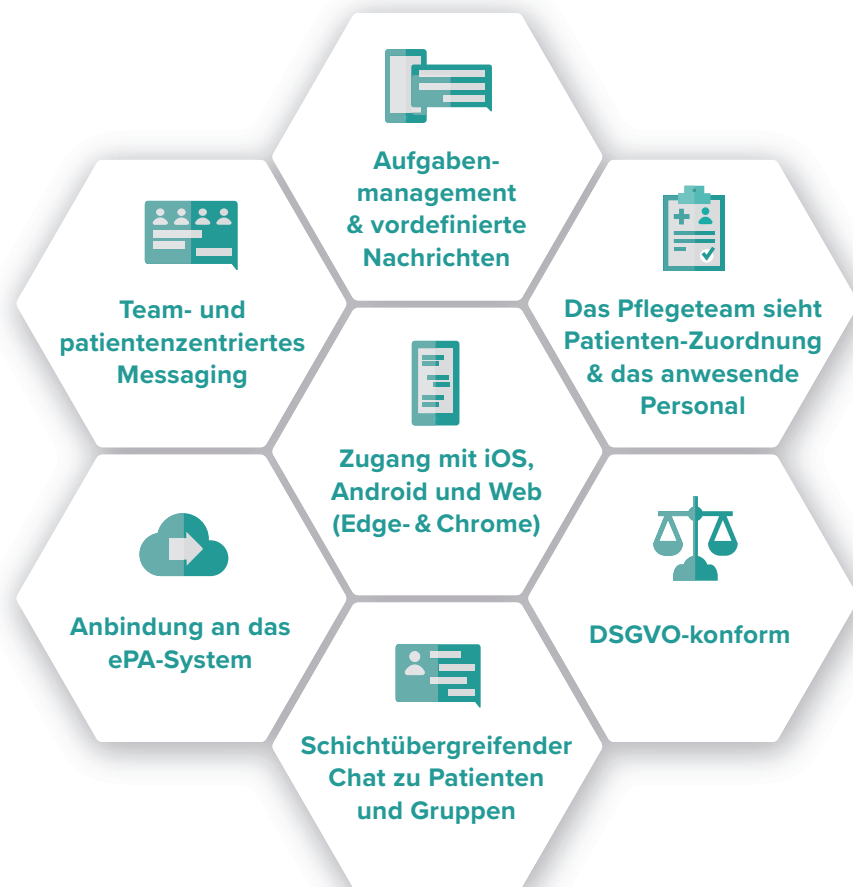 Aufgaben-
management
& vordefinierte
Nachrichten
Team- und
patientenzentriertes
Messaging
Das Pflegeteam sieht
Patienten-Zuordnung
& das anwesende
Personal
Zugang mit iOS,
Android und Web
(Edge- & Chrome)
Anbindung an das
ePA-System
DSGVO-konform
Schichtübergreifender
Chat zu Patienten
und Gruppen